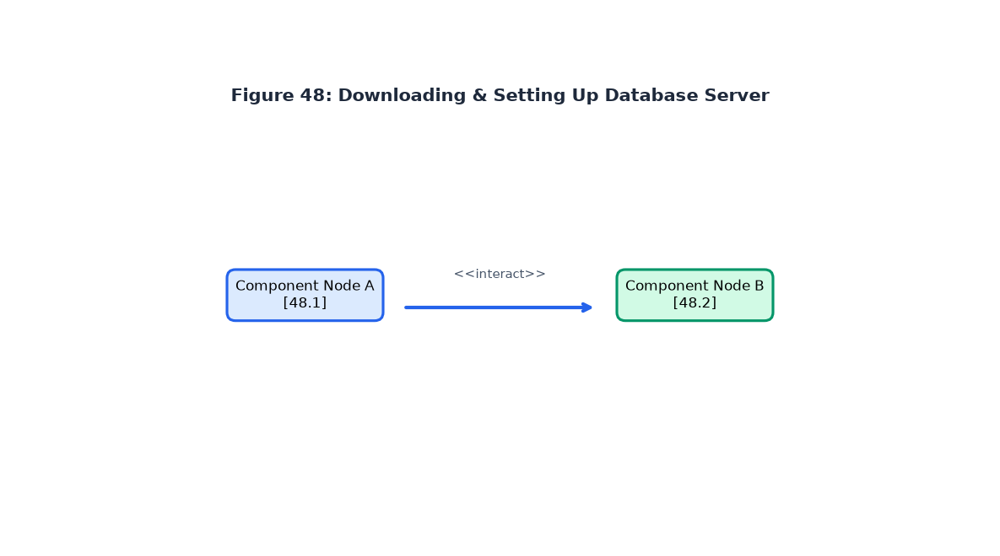 Figure 48: Downloading & Setting Up Database Server
<<interact>>
Component Node A
[48.1]
Component Node B
[48.2]